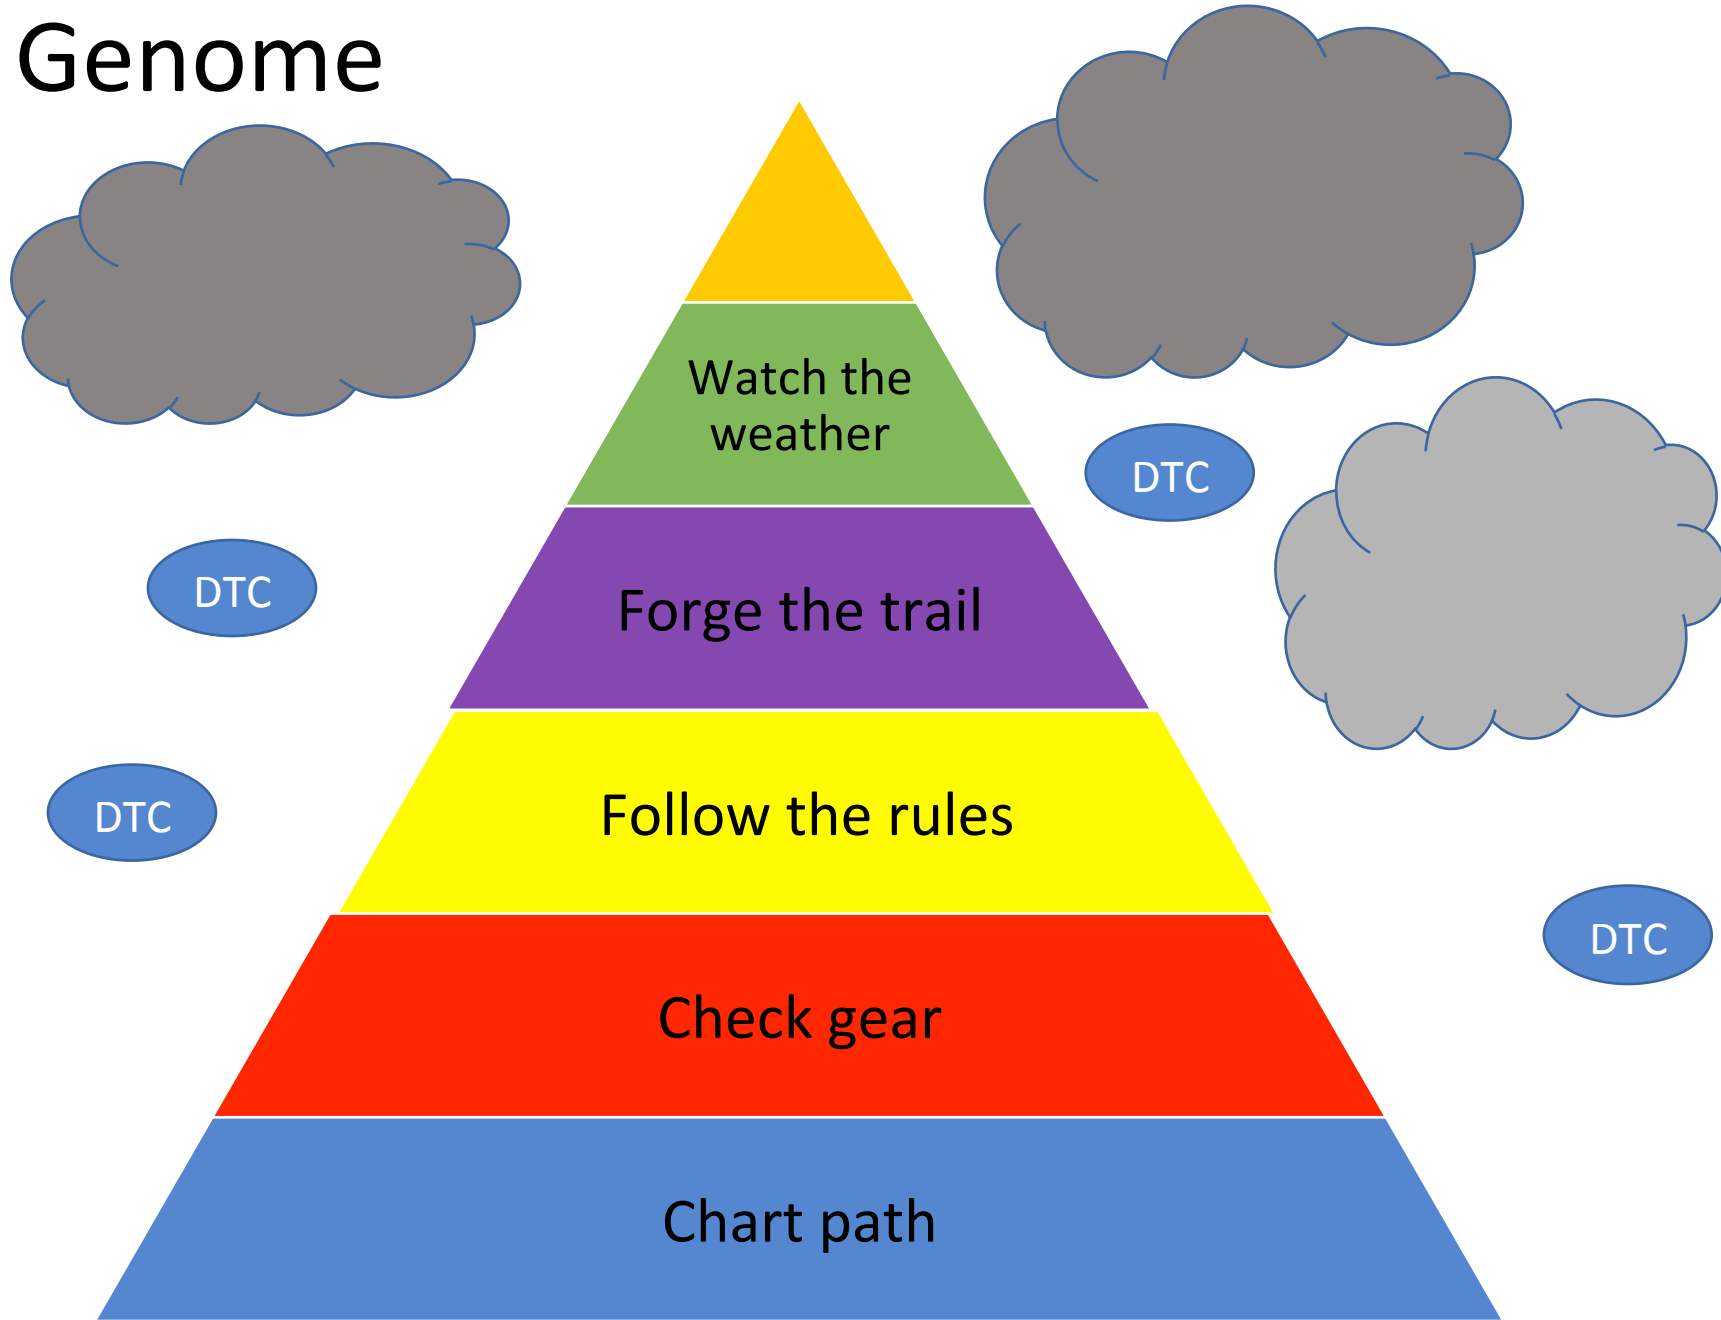 Genome
Watch the
weather
DTC
DTC
Forge the trail
DTC
Follow the rules
DTC
Check gear
Chart path